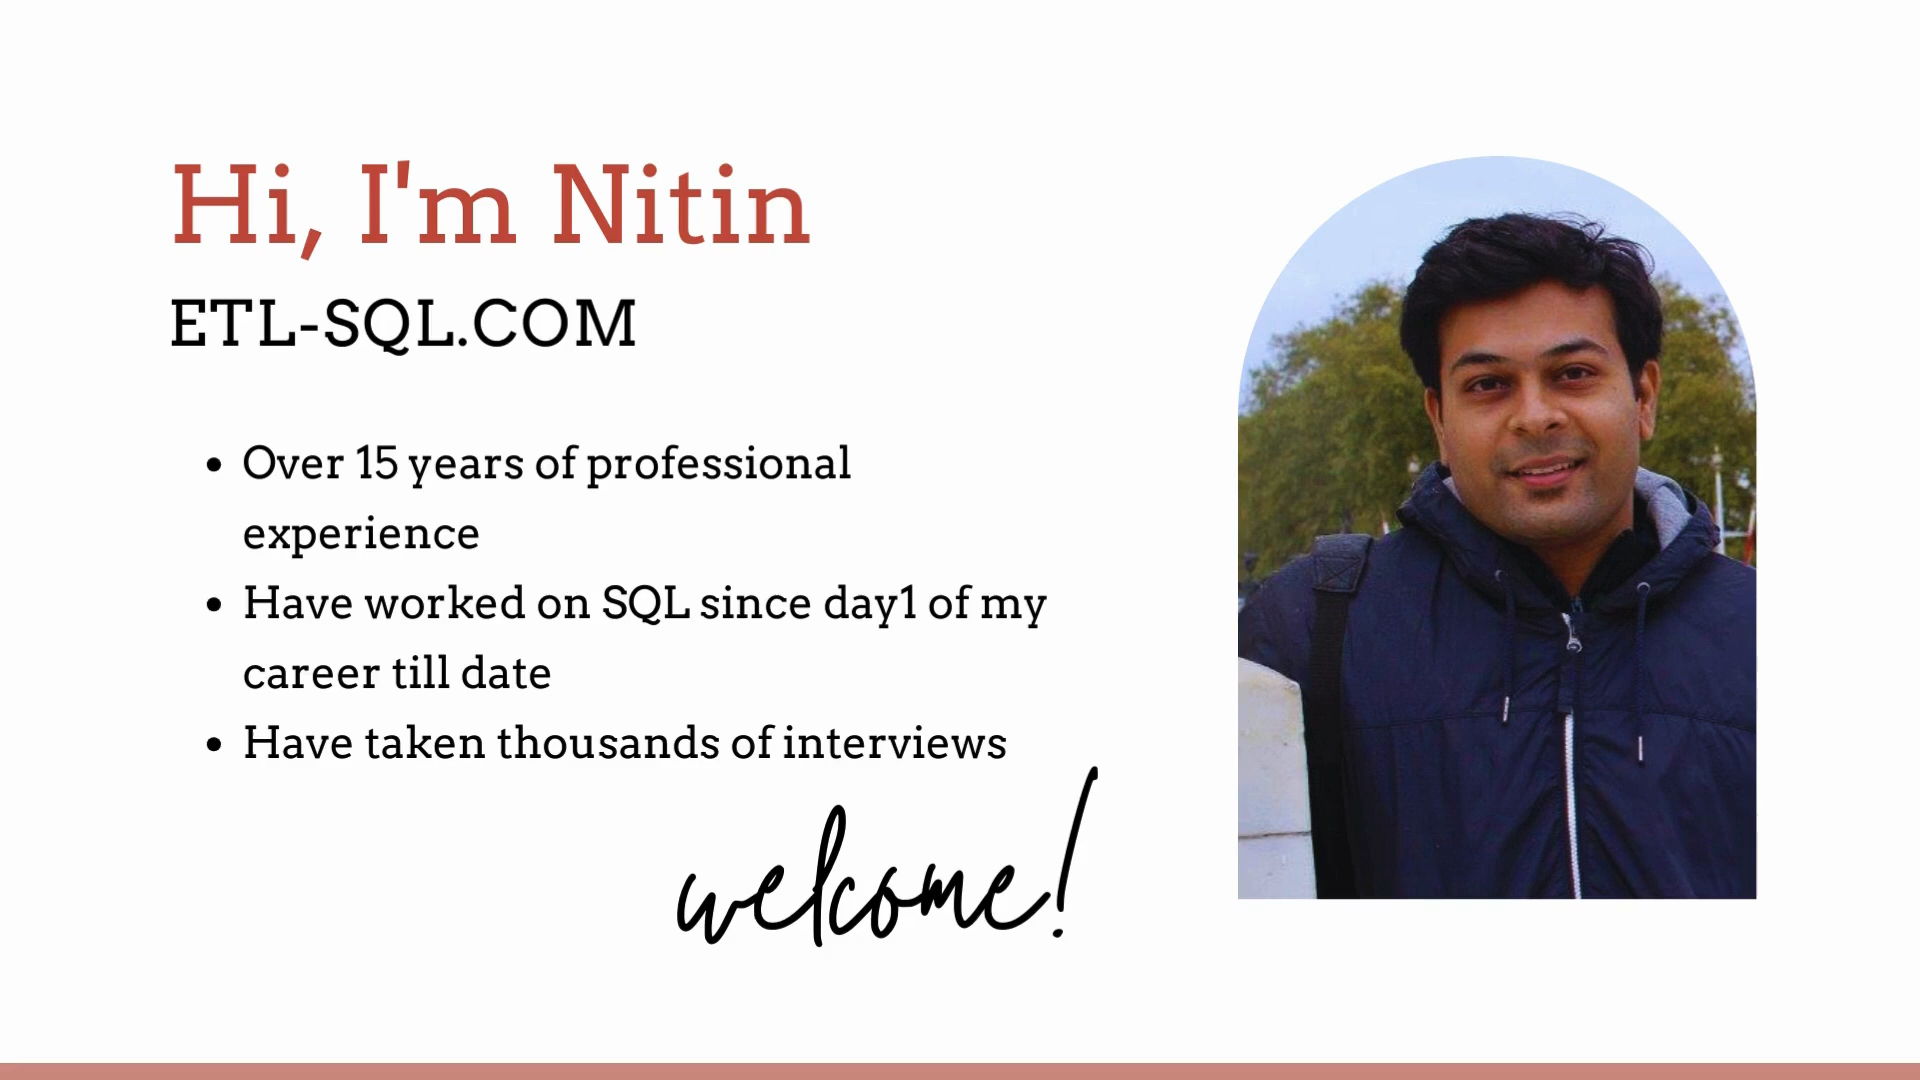 Hi, I'm Nitin
ETL-SQL.COM
• Over 15 years of professional
experience
• Have worked on SQL since day1 of my
career till date
• Have taken thousands of interviews
welcome!